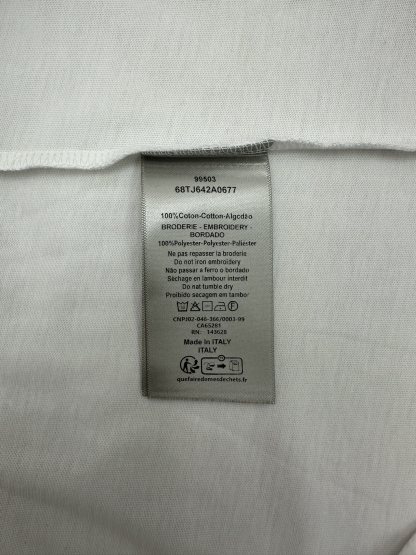 99503
68TJ642A0677
100%Coton-Cotton-Algodão
BRODERIE - EMBROIDERY -
BORDADO
100%Polyester-Polyester-Poliéster
Ne pas repasser la broderie
Do not iron embroidery
Não passar a ferro o bordado
Séchage en tambour interdit
Do not tumble dry
Proibido secagem em tambor
CNPJ02-046-366/0003-99
CA65281
RN: 143628
Made In ITALY
ITALY
quefairedemesdechets.fr